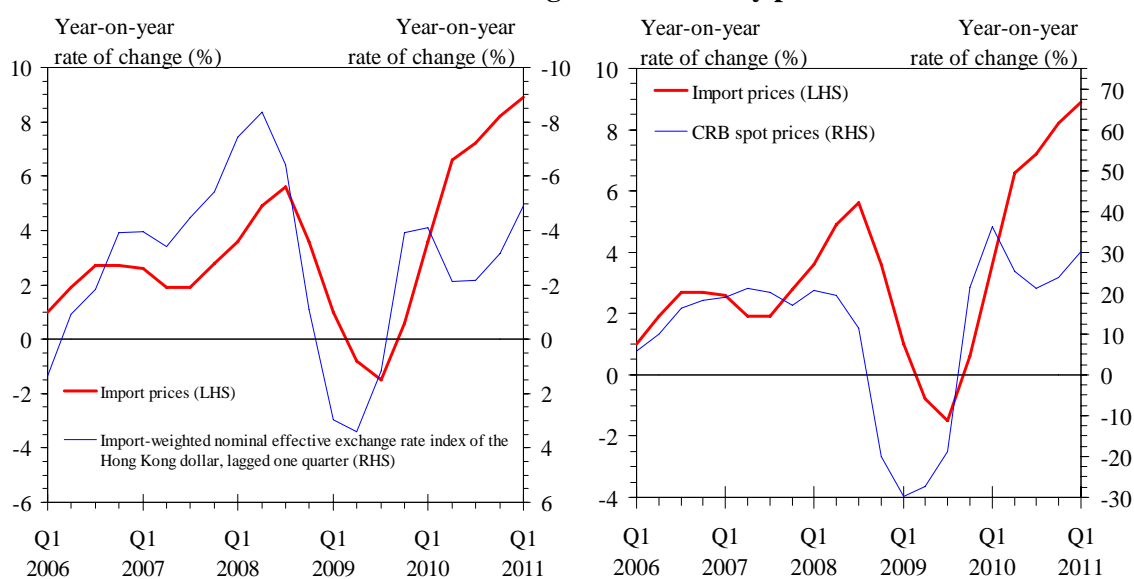 Year-on-year
rate of change (%)
Year-on-year
rate of change (%)
10
8
6
4
2
0
-2
-4
-6
-10
-8
-6
-4
-2
0
2
4
6
Import prices (LHS)
Import-weighted nominal effective exchange rate index of the
Hong Kong dollar, lagged one quarter (RHS)
Q1 Q1 Q1 Q1 Q1 Q1
2006 2007 2008 2009 2010 2011
Year-on-year
rate of change (%)
Year-on-year
rate of change (%)
10
8
6
4
2
0
-2
-4
70
60
50
40
30
20
10
0
-10
-20
-30
Import prices (LHS)
CRB spot prices (RHS)
Q1 Q1 Q1 Q1 Q1 Q1
2006 2007 2008 2009 2010 2011